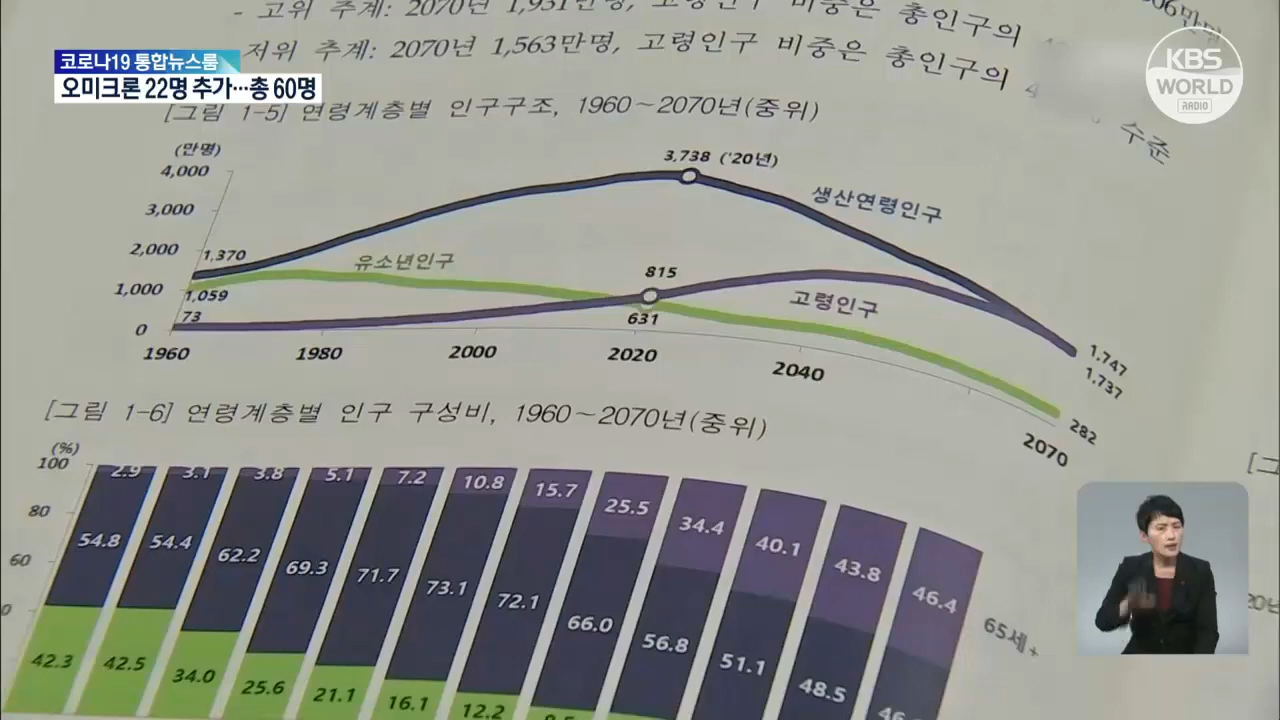 - 고위 추계: 2070년 1,931만명, 고령인구 비중은 총인구의
- 저위 추계: 2070년 1,563만명, 고령인구 비중은 총인구의 4
수준
코로나19 통합뉴스룸
오미크론 22명 추가…총 60명
KBS
WORLD
RADIO
[그림 1-5] 연령계층별 인구구조, 1960~2070년(중위)
(만명)
4,000
3,000
2,000
1,000
0
3,738 ('20년)
생산연령인구
1,370
유소년인구
815
1,059
고령인구
73
631
1.747
1.737
282
1960
1980
2000
2020
2040
2070
[그림 1-6] 연령계층별 인구 구성비, 1960~2070년(중위)
(%)
100
80
60
2.9 3.1 3.8 5.1 7.2 10.8 15.7 25.5 34.4 40.1 43.8 46.4
54.8 54.4 62.2 69.3 71.7 73.1 72.1 66.0 56.8 51.1 48.5
42.3 42.5 34.0 25.6 21.1 16.1 12.2
65세+